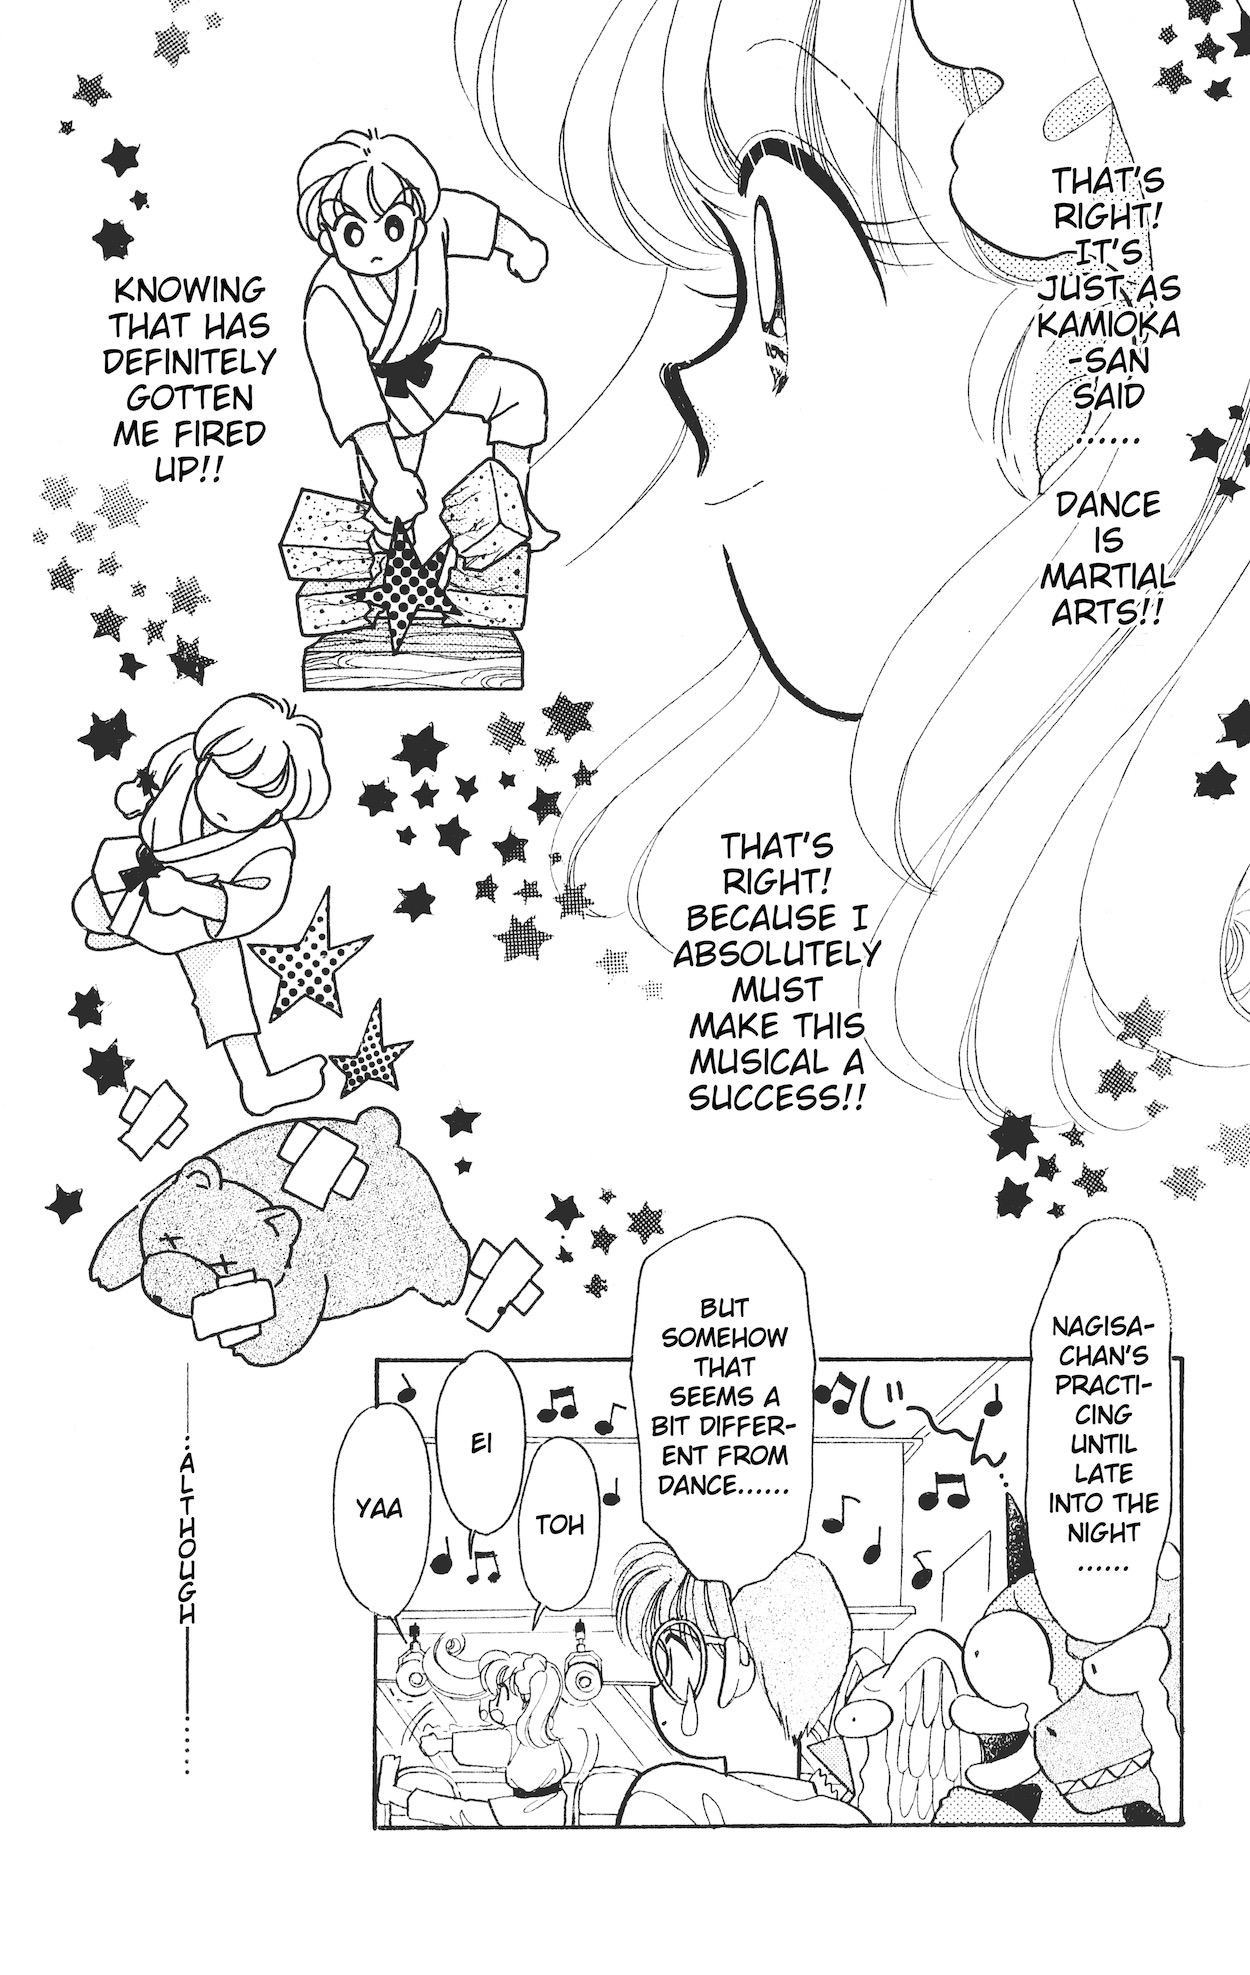 THAT'S
RIGHT!
IT'S
JUST AS
KAMIOKA
-SAN
SAID
......
DANCE
IS
MARTIAL
ARTS!!
KNOWING
THAT HAS
DEFINITELY
GOTTEN
ME FIRED
UP!!
THAT'S
RIGHT!
BECAUSE I
ABSOLUTELY
MUST
MAKE THIS
MUSICAL A
SUCCESS!!
NAGISA-
CHAN'S
PRACTI-
CING
UNTIL
LATE
INTO THE
NIGHT
......
じ〜ん…
BUT
SOMEHOW
THAT
SEEMS A
BIT DIFFER-
ENT FROM
DANCE......
TOH
EI
YAA
ALTHOUGH